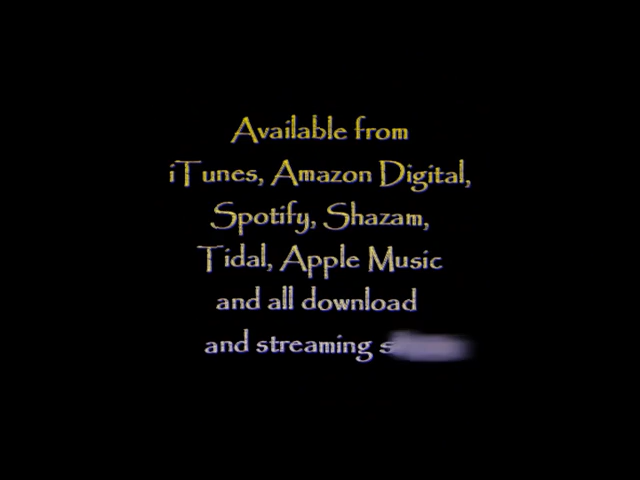 Available from
iTunes, Amazon Digital,
Spotify, Shazam,
Tidal, Apple Music
and all download
and streaming